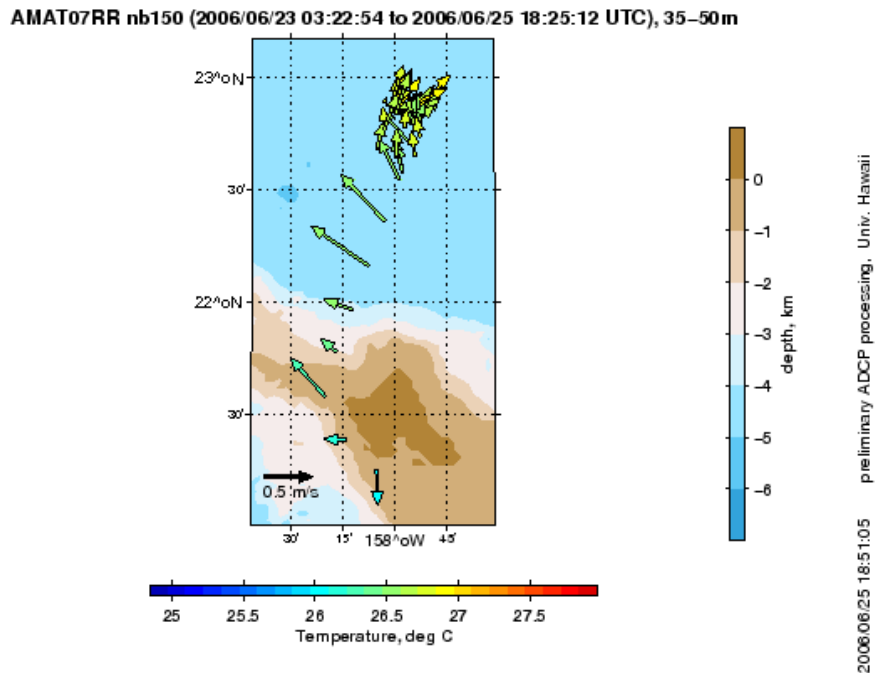 AMAT07RR nb150 (2006/06/23 03:22:54 to 2006/06/25 18:25:12 UTC), 35−50m
23^oN
30'
22^oN
30'
0.5 m/s
30' 15' 158^oW 45'
0
−1
−2
−3
−4
−5
−6
depth, km
25 25.5 26 26.5 27 27.5
Temperature, deg C
2006/06/25 18:51:05 preliminary ADCP processing, Univ. Hawaii